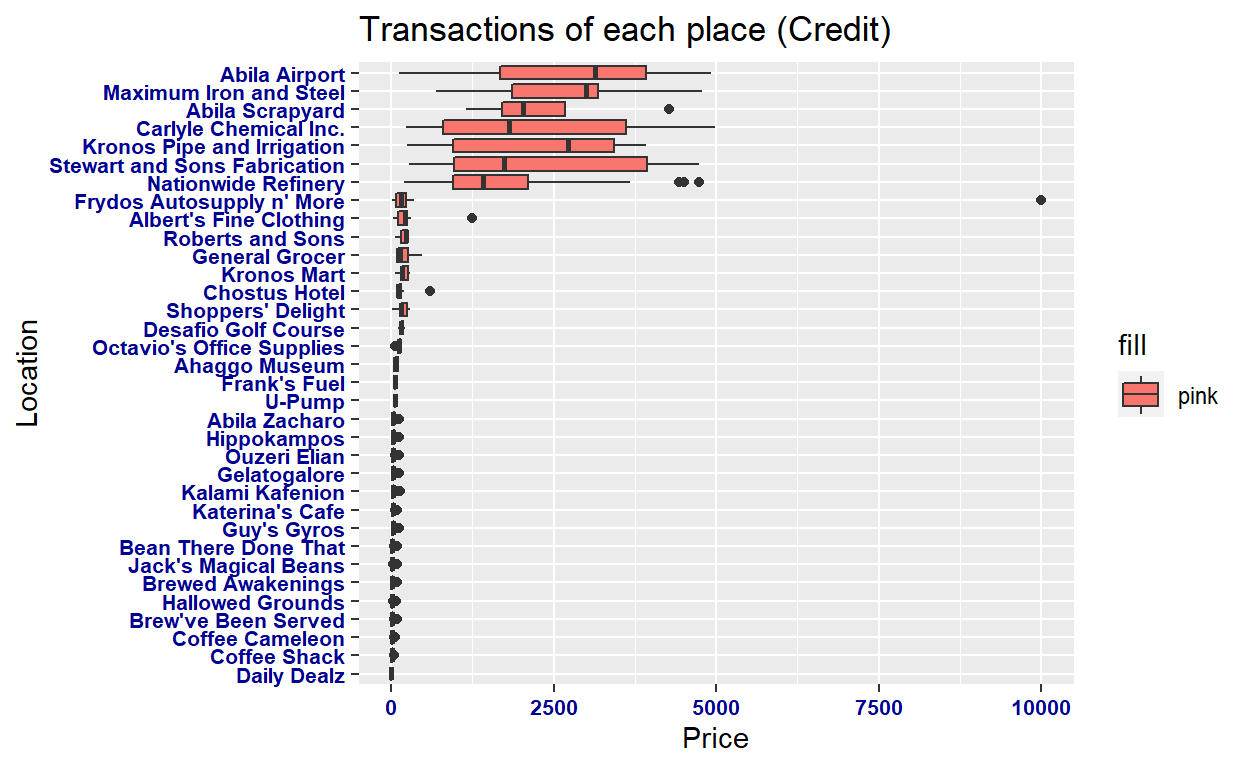 Transactions of each place (Credit)
Location
Abila Airport
Maximum Iron and Steel
Abila Scrapyard
Carlyle Chemical Inc.
Kronos Pipe and Irrigation
Stewart and Sons Fabrication
Nationwide Refinery
Frydos Autosupply n' More
Albert's Fine Clothing
Roberts and Sons
General Grocer
Kronos Mart
Chostus Hotel
Shoppers' Delight
Desafio Golf Course
Octavio's Office Supplies
Ahaggo Museum
Frank's Fuel
U-Pump
Abila Zacharo
Hippokampos
Ouzeri Elian
Gelatogalore
Kalami Kafenion
Katerina's Cafe
Guy's Gyros
Bean There Done That
Jack's Magical Beans
Brewed Awakenings
Hallowed Grounds
Brew've Been Served
Coffee Cameleon
Coffee Shack
Daily Dealz
0 2500 5000 7500 10000
Price
fill
pink